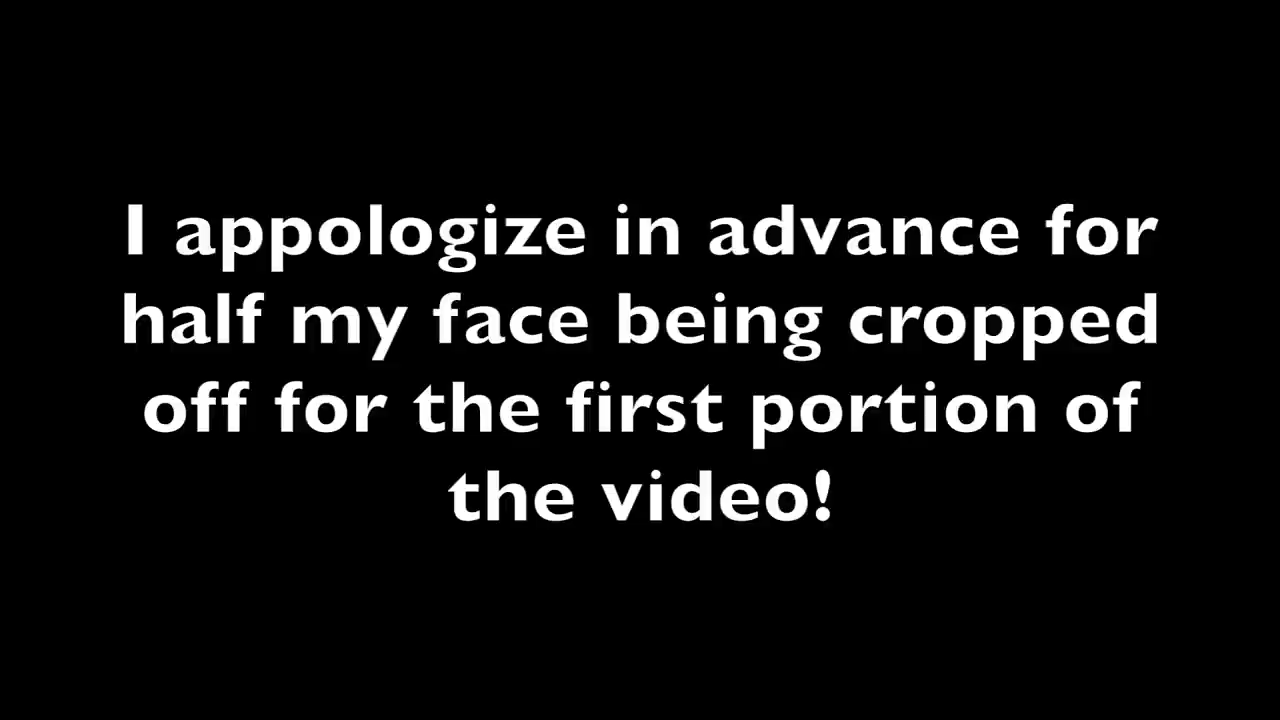 I appologize in advance for
half my face being cropped
off for the first portion of
the video!